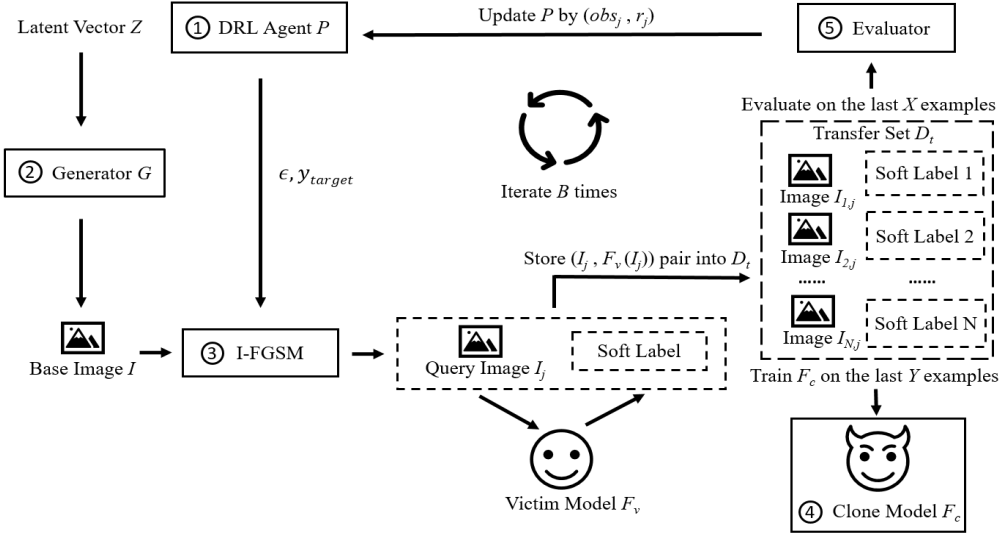 Latent Vector Z
① DRL Agent P
Update P by (obs_j , r_j)
⑤ Evaluator
Evaluate on the last X examples
② Generator G
ϵ, y_target
Iterate B times
Transfer Set D_t
Image I_1,j
Soft Label 1
Image I_2,j
Soft Label 2
......
......
Image I_N,j
Soft Label N
Store (I_j , F_v (I_j)) pair into D_t
Base Image I
③ I-FGSM
Query Image I_j
Soft Label
Train F_c on the last Y examples
Victim Model F_v
④ Clone Model F_c